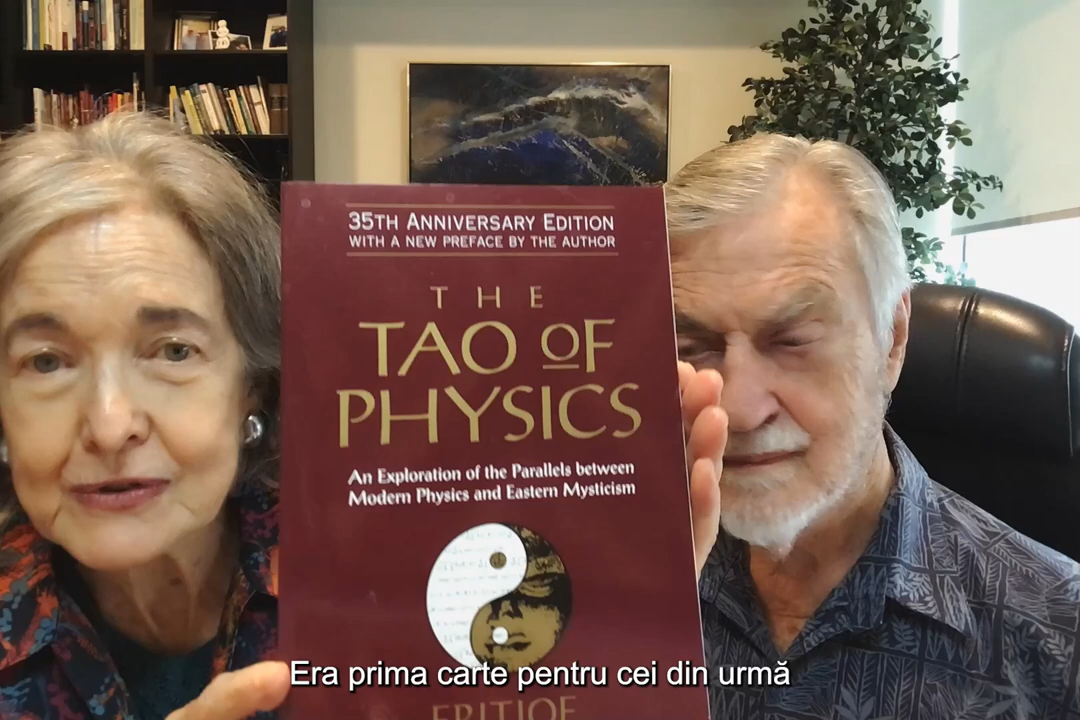 35TH ANNIVERSARY EDITION
WITH A NEW PREFACE BY THE AUTHOR
THE
TAO OF
PHYSICS
An Exploration of the Parallels between
Modern Physics and Eastern Mysticism
Era prima carte pentru cei din urmă